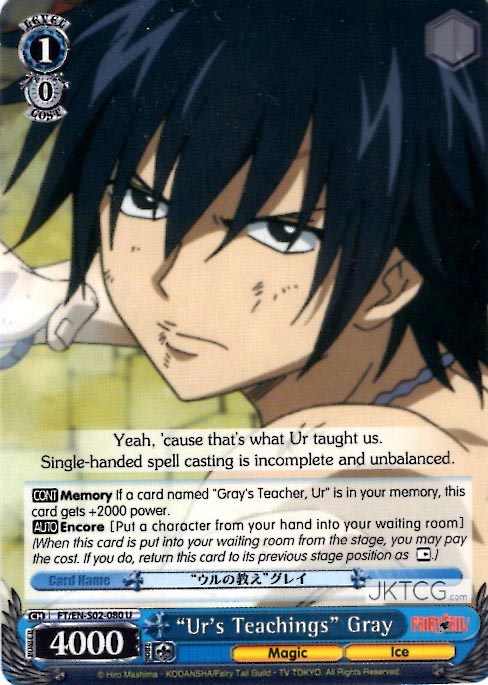 LEVEL
1
0
COST
Yeah, 'cause that's what Ur taught us.
Single-handed spell casting is incomplete and unbalanced.
CONT Memory If a card named "Gray's Teacher, Ur" is in your memory, this
card gets +2000 power.
AUTO Encore [Put a character from your hand into your waiting room]
(When this card is put into your waiting room from the stage, you may pay
the cost. If you do, return this card to its previous stage position as .)
Card Name "ウルの教え"グレイ
JKTCG.com
CH FT/EN-S02-080 U
POWER 4000 SOUL
"Ur's Teachings" Gray FAIRY TAIL
Magic Ice
© Hiro Mashima · KODANSHA/Fairy Tail Guild · TV TOKYO. All Rights Reserved.